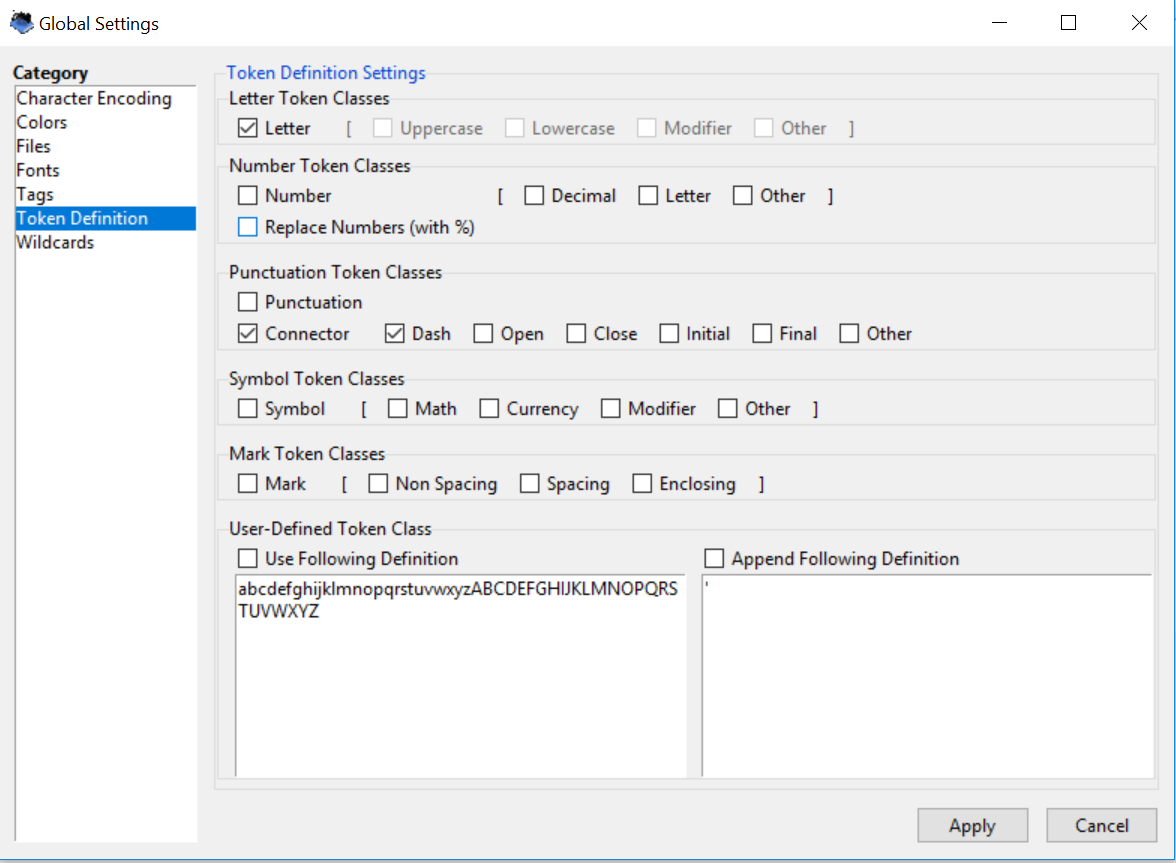 Global Settings
Category
Character Encoding
Colors
Files
Fonts
Tags
Token Definition
Wildcards
Token Definition Settings
Letter Token Classes
Letter [ Uppercase Lowercase Modifier Other ]
Number Token Classes
Number [ Decimal Letter Other ]
Replace Numbers (with %)
Punctuation Token Classes
Punctuation
Connector Dash Open Close Initial Final Other
Symbol Token Classes
Symbol [ Math Currency Modifier Other ]
Mark Token Classes
Mark [ Non Spacing Spacing Enclosing ]
User-Defined Token Class
Use Following Definition Append Following Definition
abcdefghijklmnopqrstuvwxyzABCDEFGHIJKLMNOPQRS '
TUVWXYZ
Apply Cancel